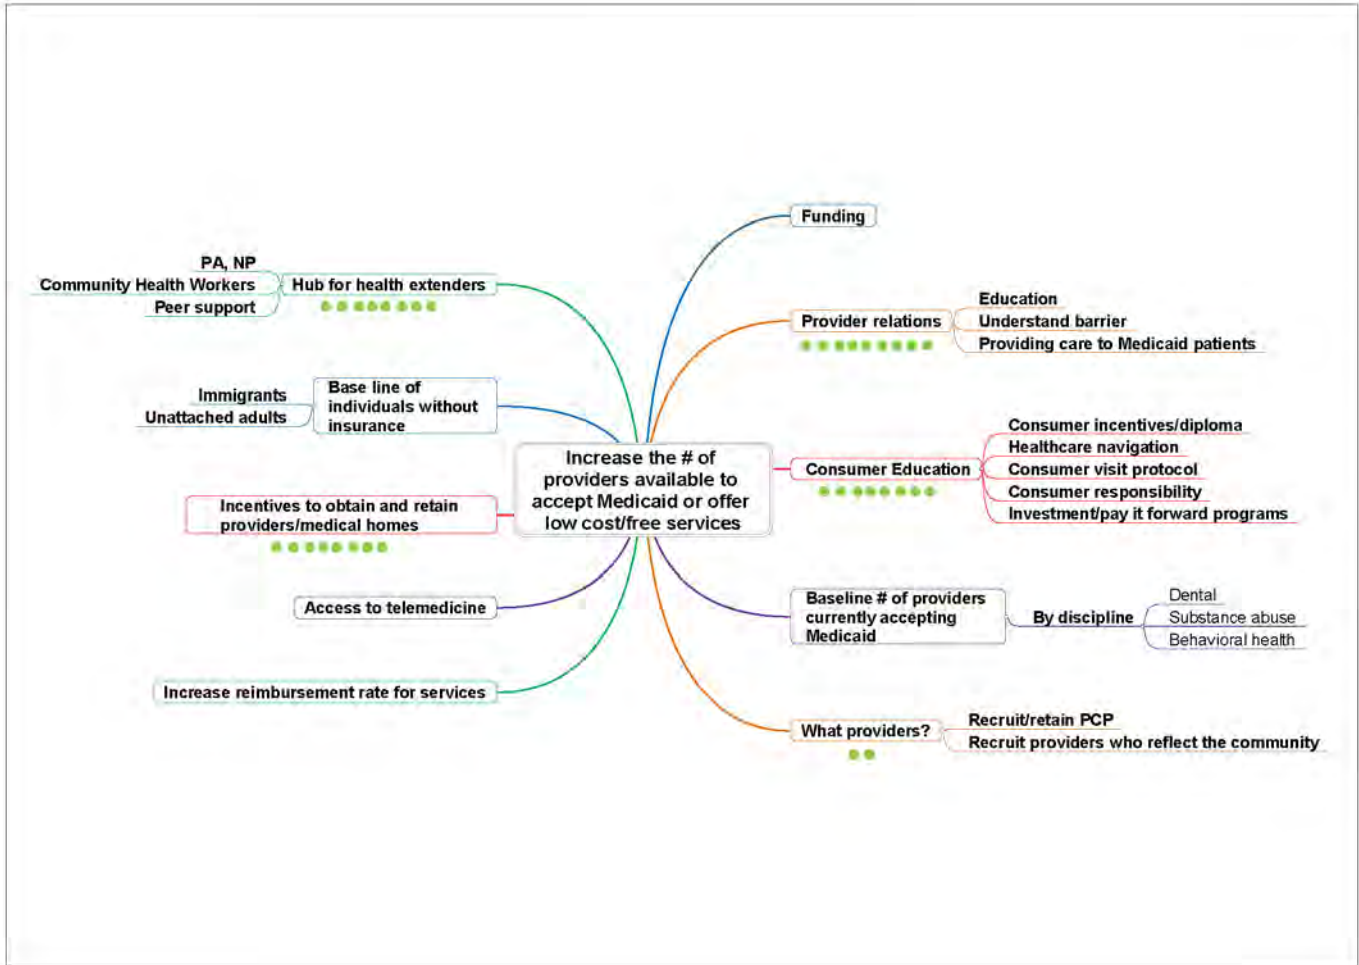 Funding
PA, NP
Community Health Workers
Peer support
Hub for health extenders
Provider relations
Education
Understand barrier
Providing care to Medicaid patients
Immigrants
Unattached adults
Base line of
individuals without
insurance
Increase the # of
providers available to
accept Medicaid or offer
low cost/free services
Consumer Education
Consumer incentives/diploma
Healthcare navigation
Consumer visit protocol
Consumer responsibility
Investment/pay it forward programs
Incentives to obtain and retain
providers/medical homes
Access to telemedicine
Baseline # of providers
currently accepting
Medicaid
By discipline
Dental
Substance abuse
Behavioral health
Increase reimbursement rate for services
What providers?
Recruit/retain PCP
Recruit providers who reflect the community